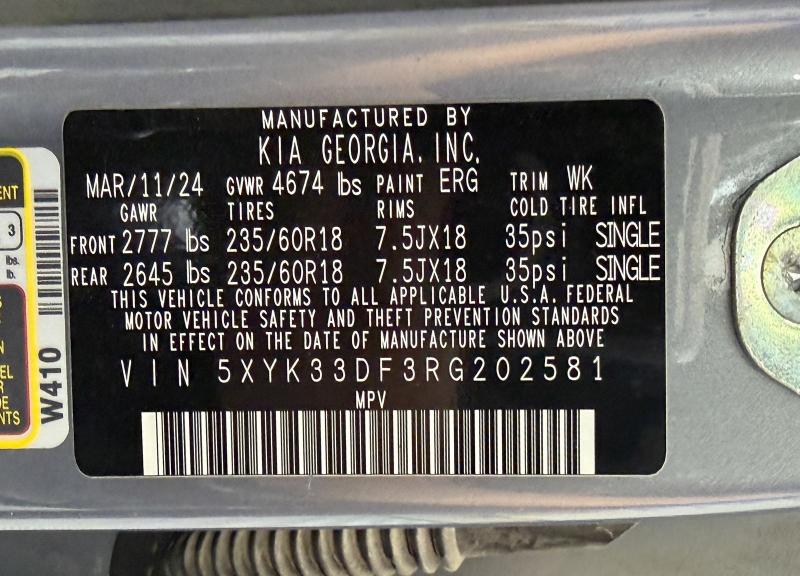 MANUFACTURED BY
KIA GEORGIA, INC.
MAR/11/24 GVWR 4674 lbs PAINT ERG TRIM WK
GAWR TIRES RIMS COLD TIRE INFL
FRONT 2777 lbs 235/60R18 7.5JX18 35psi SINGLE
REAR 2645 lbs 235/60R18 7.5JX18 35psi SINGLE
THIS VEHICLE CONFORMS TO ALL APPLICABLE U.S.A. FEDERAL
MOTOR VEHICLE SAFETY AND THEFT PREVENTION STANDARDS
IN EFFECT ON THE DATE OF MANUFACTURE SHOWN ABOVE
VIN 5XYK33DF3RG202581
MPV
3
lbs.
lb.
W410